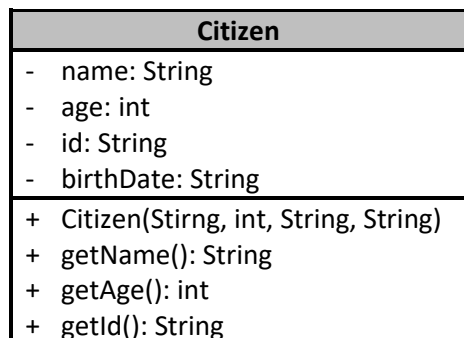 Citizen
- name: String
- age: int
- id: String
- birthDate: String
+ Citizen(Stirng, int, String, String)
+ getName(): String
+ getAge(): int
+ getId(): String